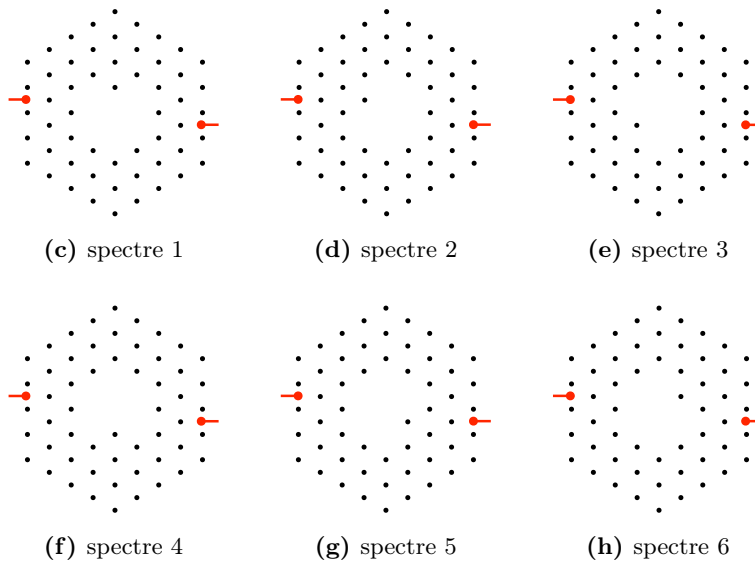 (c) spectre 1
(d) spectre 2
(e) spectre 3
(f) spectre 4
(g) spectre 5
(h) spectre 6